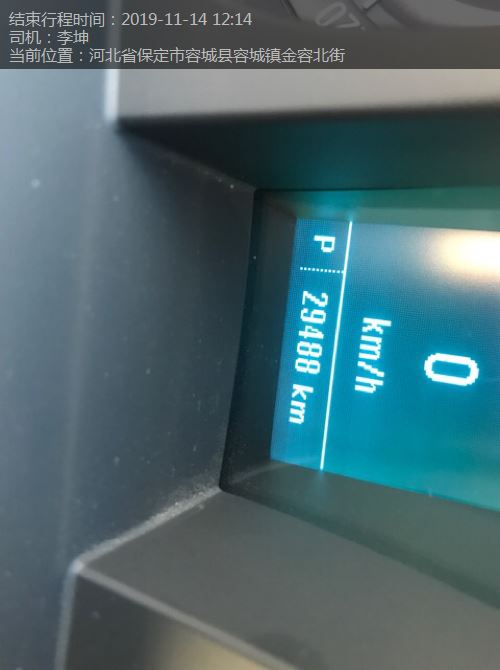 结束行程时间：2019-11-14 12:14
司机：李坤
当前位置：河北省保定市容城县容城镇金容北街
07
0
km/h
P 29488 km